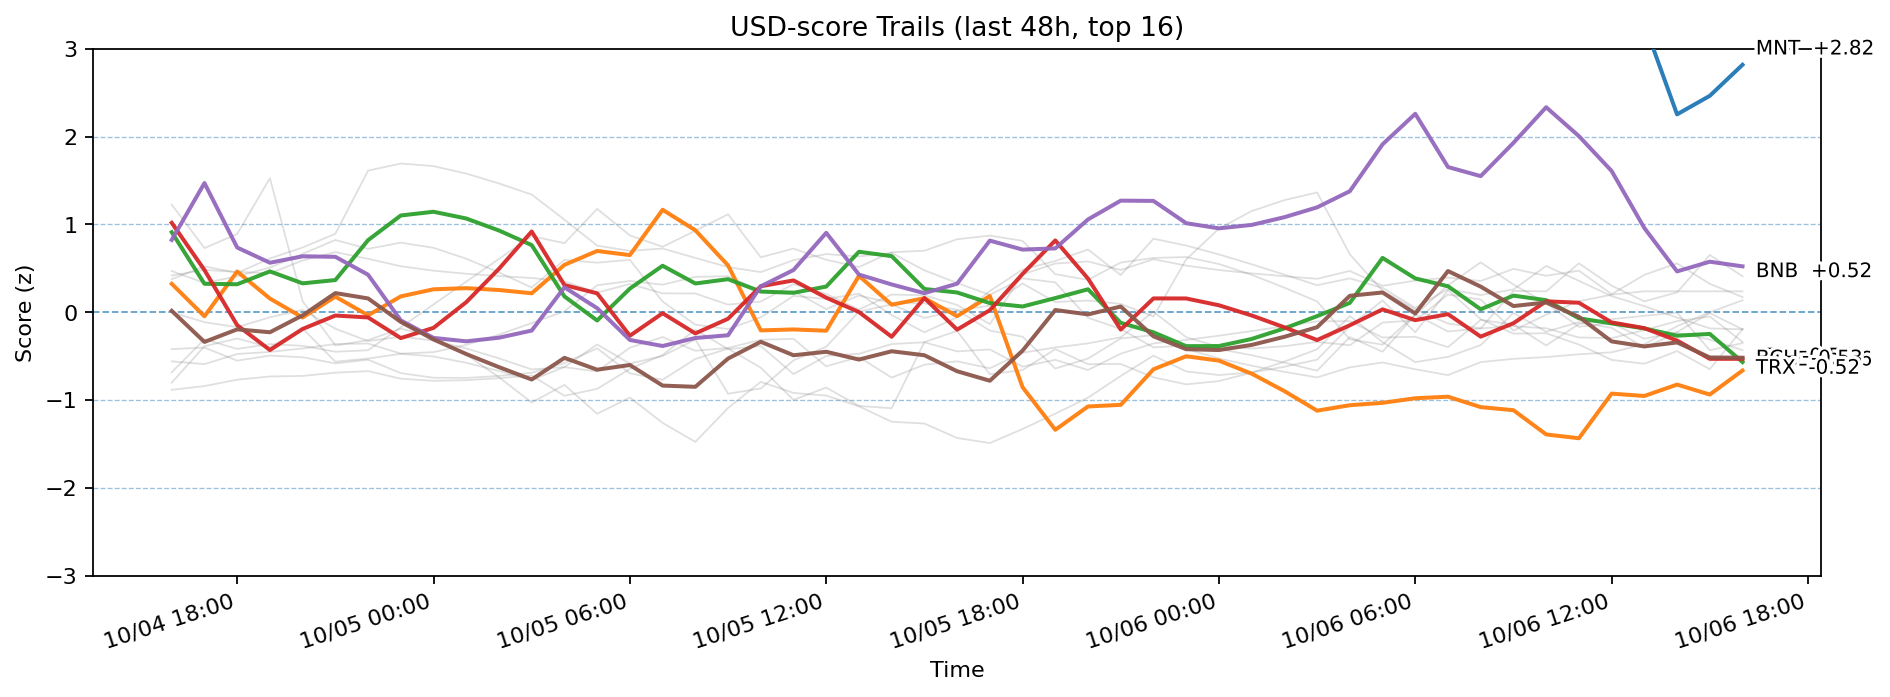 USD-score Trails (last 48h, top 16)
3
2
1
0
−1
−2
−3
Score (z)
MNT +2.82
BNB +0.52
TRX -0.52
10/04 18:00
10/05 00:00
10/05 06:00
10/05 12:00
10/05 18:00
10/06 00:00
10/06 06:00
10/06 12:00
10/06 18:00
Time